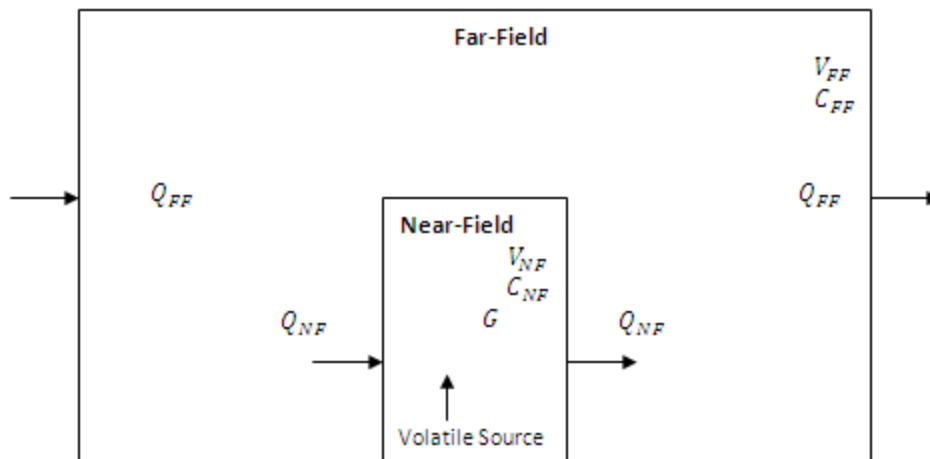 Far-Field
V_FF
C_FF
Q_FF
Q_FF
Near-Field
V_NF
C_NF
G
Q_NF
Q_NF
Volatile Source